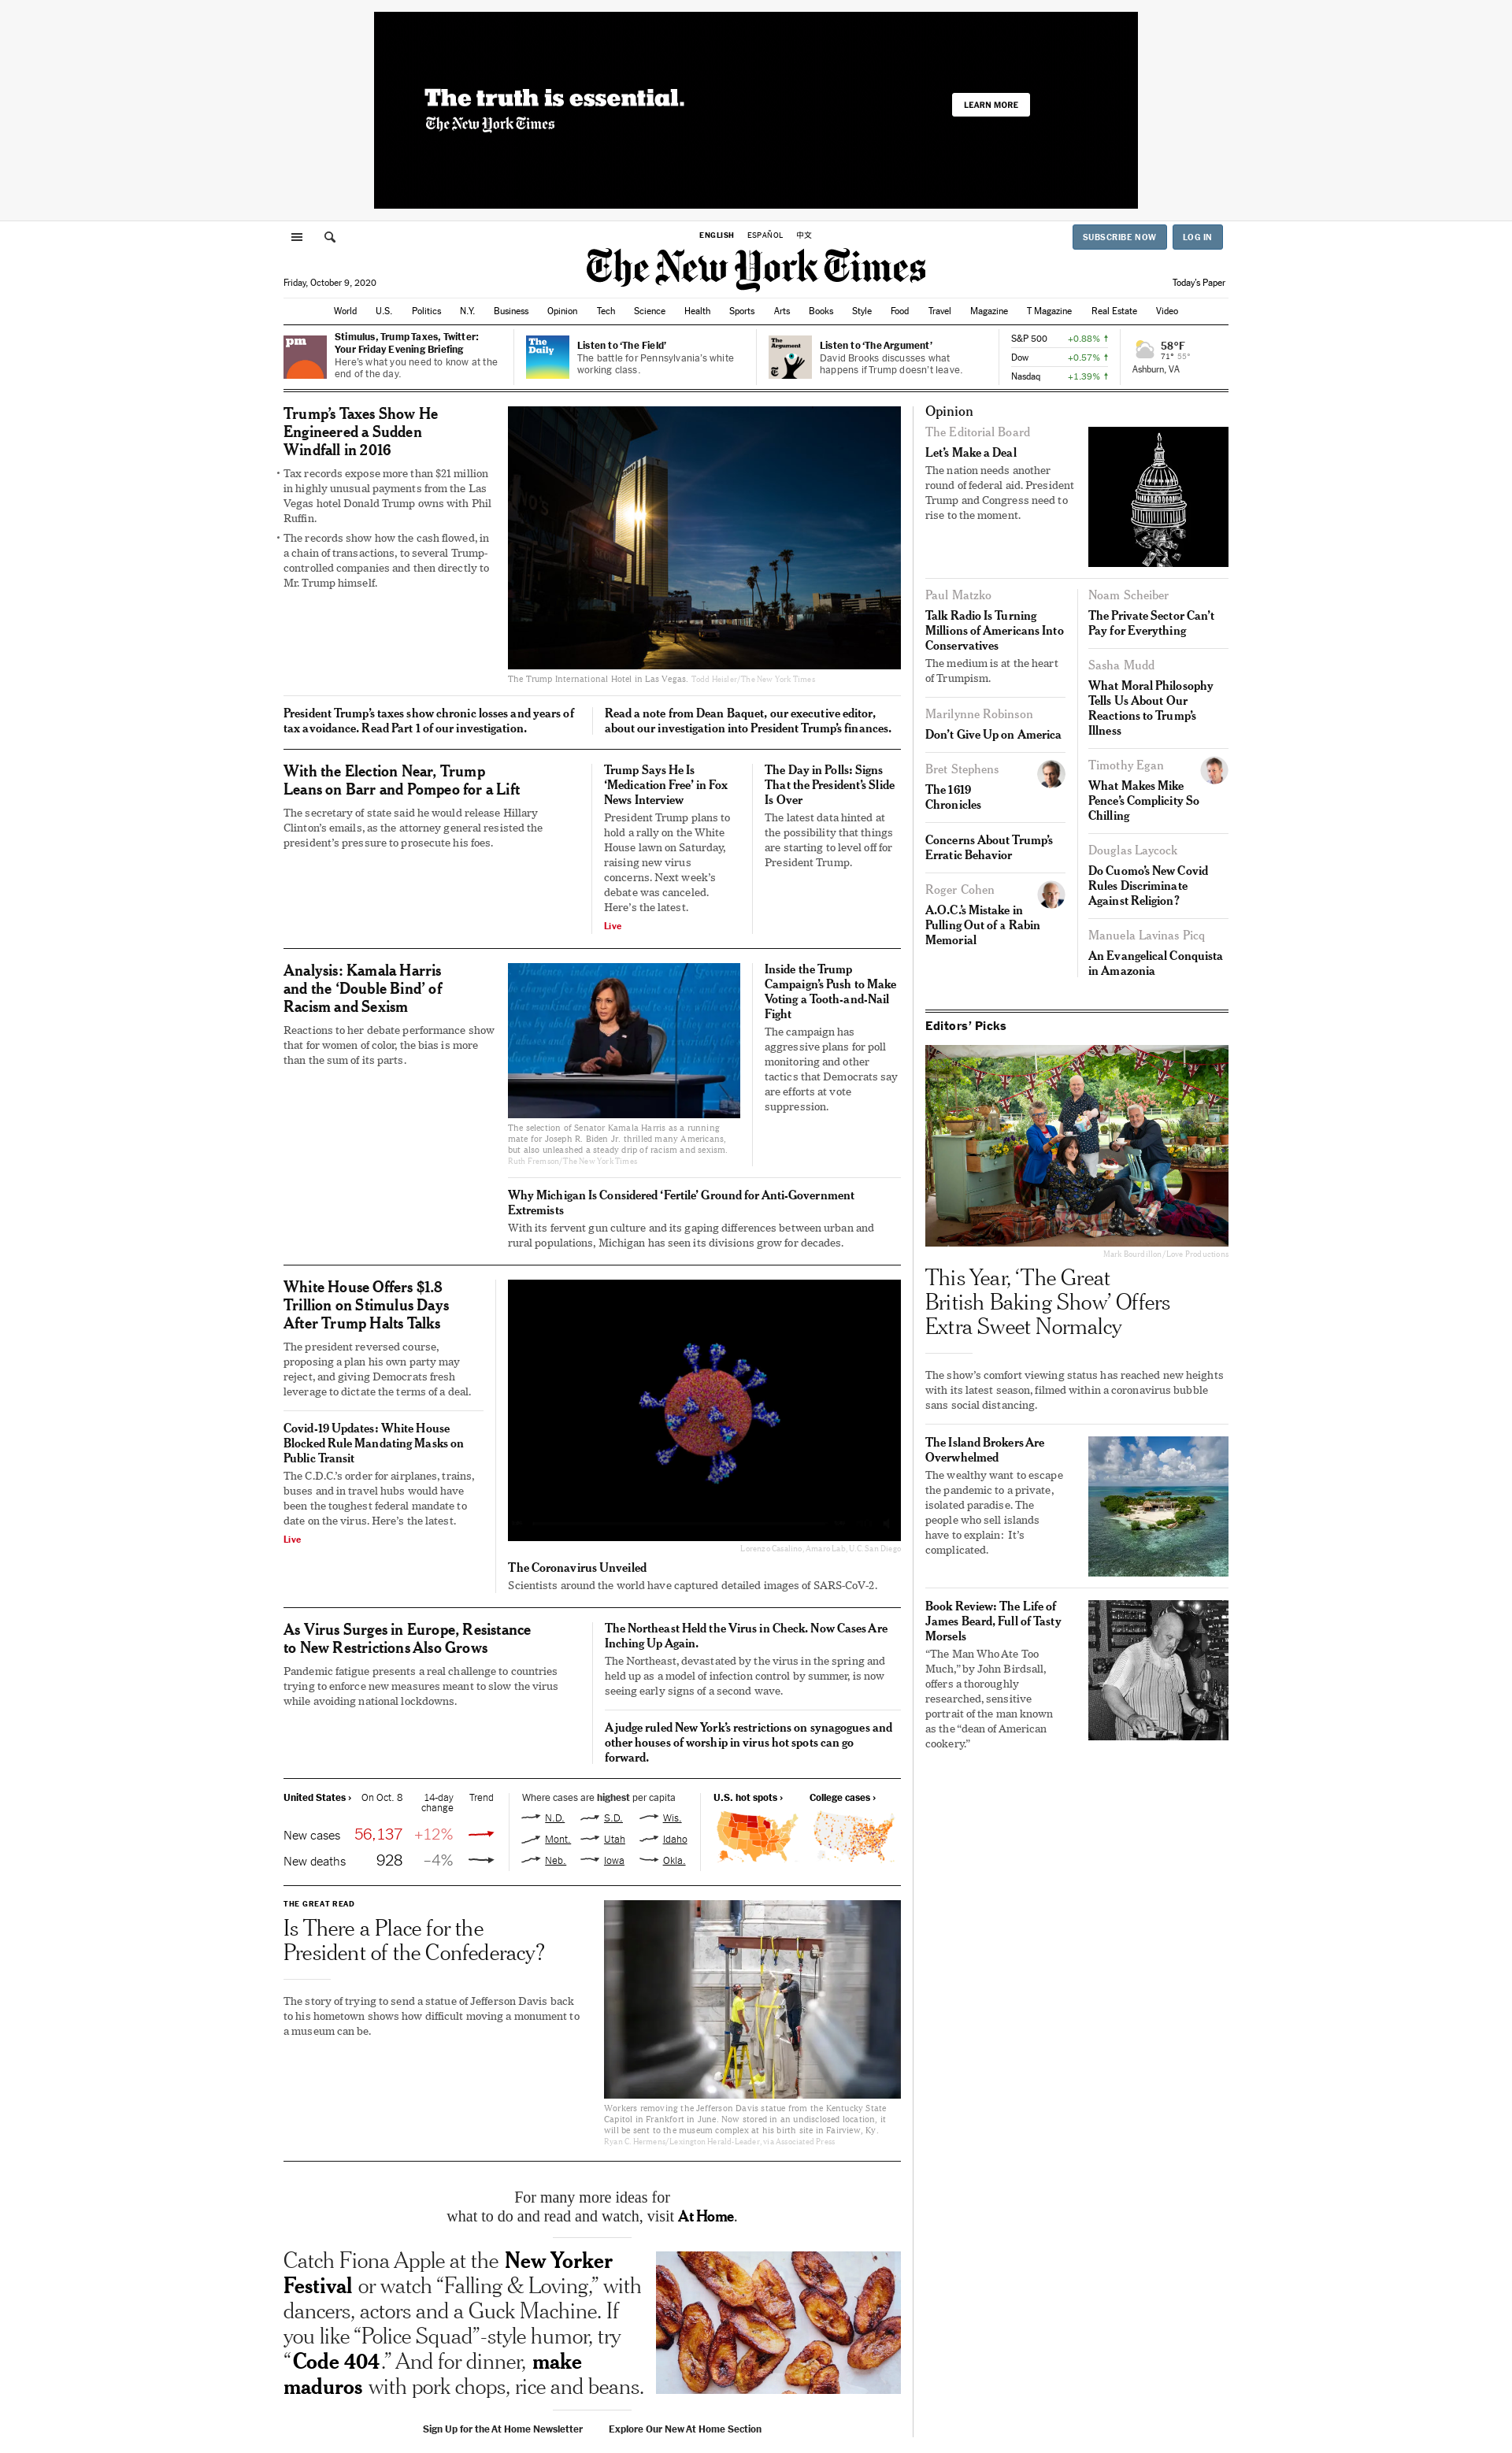 The truth is essential.
The New York Times
LEARN MORE
ENGLISH ESPAÑOL 中文
SUBSCRIBE NOW LOG IN
The New York Times
Friday, October 9, 2020
Today's Paper
World U.S. Politics N.Y. Business Opinion Tech Science Health Sports Arts Books Style Food Travel Magazine T Magazine Real Estate Video
pm
Stimulus, Trump Taxes, Twitter:
Your Friday Evening Briefing
Here's what you need to know at the
end of the day.
The
Daily
Listen to 'The Field'
The battle for Pennsylvania's white
working class.
The
Argument
Listen to 'The Argument'
David Brooks discusses what
happens if Trump doesn't leave.
S&P 500 +0.88% ↑
Dow +0.57% ↑
Nasdaq +1.39% ↑
58°F
71° 55°
Ashburn, VA
Trump's Taxes Show He
Engineered a Sudden
Windfall in 2016
• Tax records expose more than $21 million
in highly unusual payments from the Las
Vegas hotel Donald Trump owns with Phil
Ruffin.
• The records show how the cash flowed, in
a chain of transactions, to several Trump-
controlled companies and then directly to
Mr. Trump himself.
The Trump International Hotel in Las Vegas. Todd Heisler/The New York Times
President Trump's taxes show chronic losses and years of
tax avoidance. Read Part 1 of our investigation.
Read a note from Dean Baquet, our executive editor,
about our investigation into President Trump's finances.
With the Election Near, Trump
Leans on Barr and Pompeo for a Lift
The secretary of state said he would release Hillary
Clinton's emails, as the attorney general resisted the
president's pressure to prosecute his foes.
Trump Says He Is
'Medication Free' in Fox
News Interview
President Trump plans to
hold a rally on the White
House lawn on Saturday,
raising new virus
concerns. Next week's
debate was canceled.
Here's the latest.
Live
The Day in Polls: Signs
That the President's Slide
Is Over
The latest data hinted at
the possibility that things
are starting to level off for
President Trump.
Analysis: Kamala Harris
and the 'Double Bind' of
Racism and Sexism
Reactions to her debate performance show
that for women of color, the bias is more
than the sum of its parts.
The selection of Senator Kamala Harris as a running
mate for Joseph R. Biden Jr. thrilled many Americans,
but also unleashed a steady drip of racism and sexism.
Ruth Fremson/The New York Times
Inside the Trump
Campaign's Push to Make
Voting a Tooth-and-Nail
Fight
The campaign has
aggressive plans for poll
monitoring and other
tactics that Democrats say
are efforts at vote
suppression.
Why Michigan Is Considered 'Fertile' Ground for Anti-Government
Extremists
With its fervent gun culture and its gaping differences between urban and
rural populations, Michigan has seen its divisions grow for decades.
White House Offers $1.8
Trillion on Stimulus Days
After Trump Halts Talks
The president reversed course,
proposing a plan his own party may
reject, and giving Democrats fresh
leverage to dictate the terms of a deal.
Covid-19 Updates: White House
Blocked Rule Mandating Masks on
Public Transit
The C.D.C.'s order for airplanes, trains,
buses and in travel hubs would have
been the toughest federal mandate to
date on the virus. Here's the latest.
Live
Lorenzo Casalino, Amaro Lab, U.C. San Diego
The Coronavirus Unveiled
Scientists around the world have captured detailed images of SARS-CoV-2.
As Virus Surges in Europe, Resistance
to New Restrictions Also Grows
Pandemic fatigue presents a real challenge to countries
trying to enforce new measures meant to slow the virus
while avoiding national lockdowns.
The Northeast Held the Virus in Check. Now Cases Are
Inching Up Again.
The Northeast, devastated by the virus in the spring and
held up as a model of infection control by summer, is now
seeing early signs of a second wave.
A judge ruled New York's restrictions on synagogues and
other houses of worship in virus hot spots can go
forward.
United States › On Oct. 8 14-day change Trend
New cases 56,137 +12%
New deaths 928 –4%
Where cases are highest per capita
N.D. S.D. Wis.
Mont. Utah Idaho
Neb. Iowa Okla.
U.S. hot spots ›
College cases ›
THE GREAT READ
Is There a Place for the
President of the Confederacy?
The story of trying to send a statue of Jefferson Davis back
to his hometown shows how difficult moving a monument to
a museum can be.
Workers removing the Jefferson Davis statue from the Kentucky State
Capitol in Frankfort in June. Now stored in an undisclosed location, it
will be sent to the museum complex at his birth site in Fairview, Ky.
Ryan C. Hermens/Lexington Herald-Leader, via Associated Press
For many more ideas for
what to do and read and watch, visit At Home.
Catch Fiona Apple at the New Yorker
Festival or watch “Falling & Loving,” with
dancers, actors and a Guck Machine. If
you like “Police Squad”-style humor, try
“Code 404.” And for dinner, make
maduros with pork chops, rice and beans.
Sign Up for the At Home Newsletter
Explore Our New At Home Section
Opinion
The Editorial Board
Let's Make a Deal
The nation needs another
round of federal aid. President
Trump and Congress need to
rise to the moment.
Paul Matzko
Talk Radio Is Turning
Millions of Americans Into
Conservatives
The medium is at the heart
of Trumpism.
Marilynne Robinson
Don't Give Up on America
Bret Stephens
The 1619
Chronicles
Concerns About Trump's
Erratic Behavior
Roger Cohen
A.O.C.'s Mistake in
Pulling Out of a Rabin
Memorial
Noam Scheiber
The Private Sector Can't
Pay for Everything
Sasha Mudd
What Moral Philosophy
Tells Us About Our
Reactions to Trump's
Illness
Timothy Egan
What Makes Mike
Pence's Complicity So
Chilling
Douglas Laycock
Do Cuomo's New Covid
Rules Discriminate
Against Religion?
Manuela Lavinas Picq
An Evangelical Conquista
in Amazonia
Editors' Picks
Mark Bourdillon/Love Productions
This Year, 'The Great
British Baking Show' Offers
Extra Sweet Normalcy
The show's comfort viewing status has reached new heights
with its latest season, filmed within a coronavirus bubble
sans social distancing.
The Island Brokers Are
Overwhelmed
The wealthy want to escape
the pandemic to a private,
isolated paradise. The
people who sell islands
have to explain: It's
complicated.
Book Review: The Life of
James Beard, Full of Tasty
Morsels
“The Man Who Ate Too
Much,” by John Birdsall,
offers a thoroughly
researched, sensitive
portrait of the man known
as the “dean of American
cookery.”